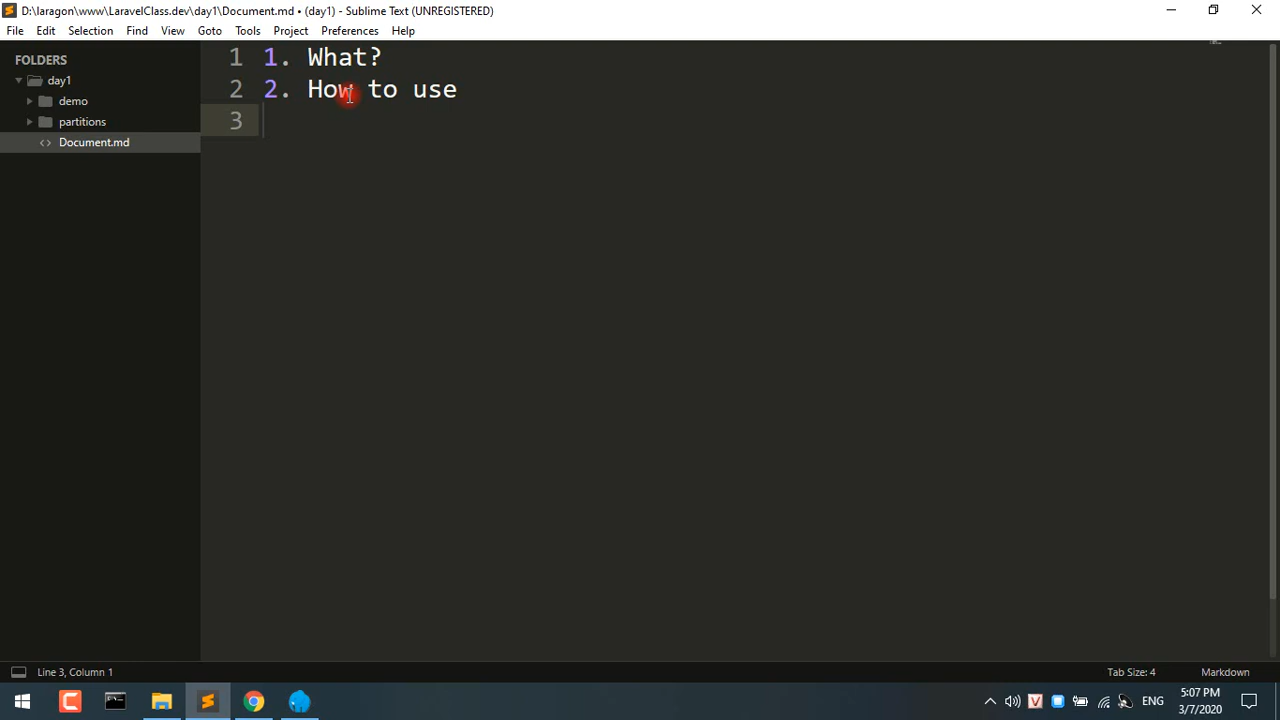 D:\laragon\www\LaravelClass.dev\day1\Document.md • (day1) - Sublime Text (UNREGISTERED)
File Edit Selection Find View Goto Tools Project Preferences Help
FOLDERS
day1
demo
partitions
Document.md
1 1. What?
2 2. How to use
3
Line 3, Column 1
Tab Size: 4
Markdown
ENG
5:07 PM
3/7/2020